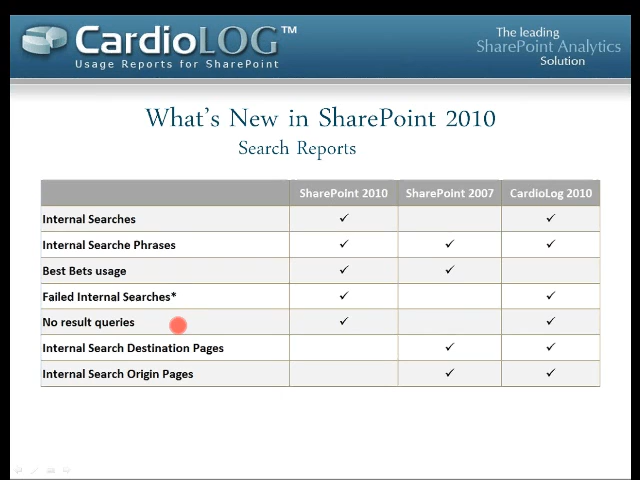 CardioLOG™
Usage Reports for SharePoint
The leading
SharePoint Analytics
Solution
What's New in SharePoint 2010
Search Reports
SharePoint 2010 SharePoint 2007 CardioLog 2010
Internal Searches ✓ ✓
Internal Searche Phrases ✓ ✓ ✓
Best Bets usage ✓ ✓
Failed Internal Searches* ✓ ✓
No result queries ✓ ✓
Internal Search Destination Pages ✓ ✓
Internal Search Origin Pages ✓ ✓